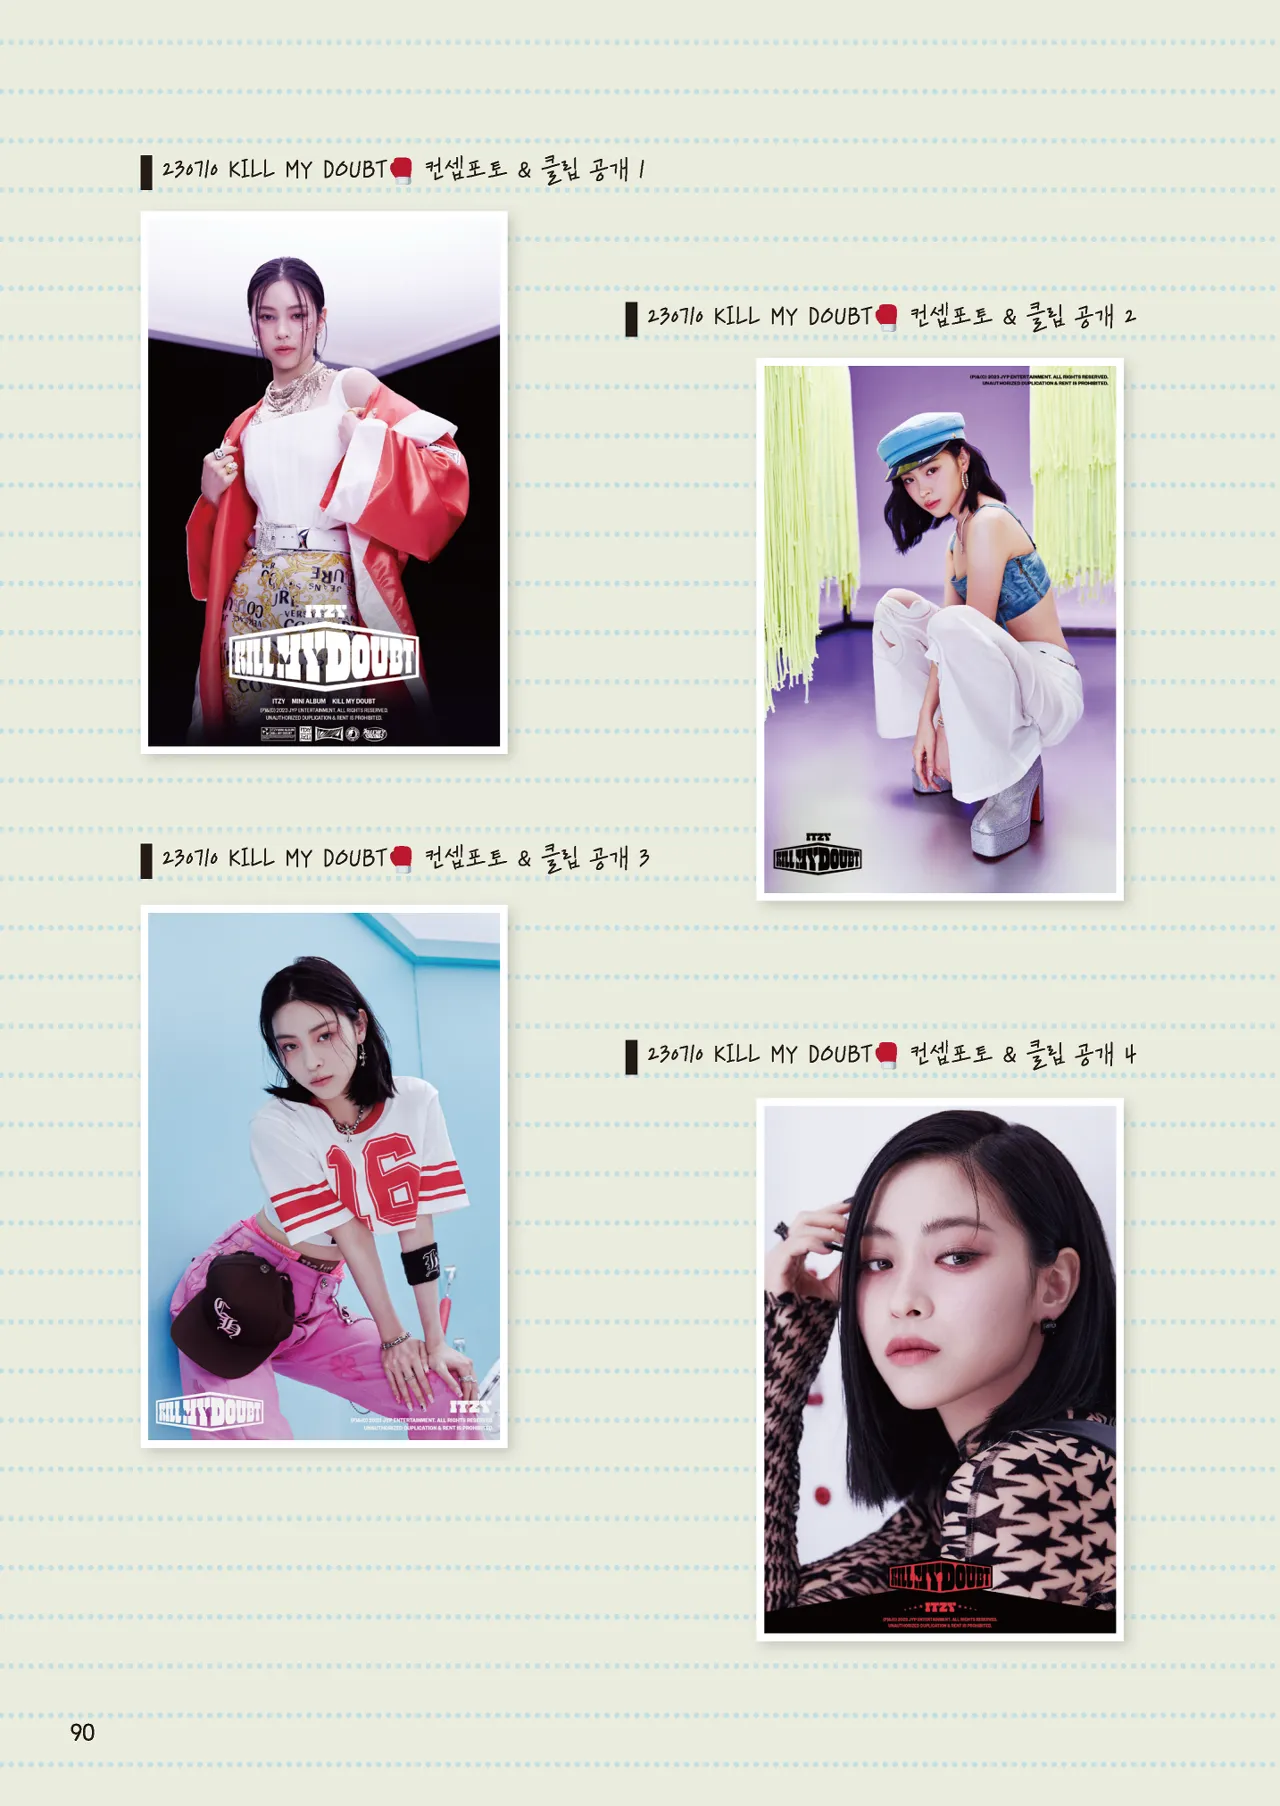 230710 KILL MY DOUBT🥊 컨셉포토 & 클립 공개 1
ITZY
KILL MY DOUBT
ITZY MINI ALBUM KILL MY DOUBT
(P)&(C) 2023 JYP ENTERTAINMENT. ALL RIGHTS RESERVED.
UNAUTHORIZED DUPLICATION & RENT IS PROHIBITED.
230710 KILL MY DOUBT🥊 컨셉포토 & 클립 공개 2
(P)&(C) 2023 JYP ENTERTAINMENT. ALL RIGHTS RESERVED.
UNAUTHORIZED DUPLICATION & RENT IS PROHIBITED.
ITZY
KILL MY DOUBT
230710 KILL MY DOUBT🥊 컨셉포토 & 클립 공개 3
16
KILL MY DOUBT
ITZY
(P)&(C) 2023 JYP ENTERTAINMENT. ALL RIGHTS RESERVED.
UNAUTHORIZED DUPLICATION & RENT IS PROHIBITED.
230710 KILL MY DOUBT🥊 컨셉포토 & 클립 공개 4
KILL MY DOUBT
ITZY
(P)&(C) 2023 JYP ENTERTAINMENT. ALL RIGHTS RESERVED.
UNAUTHORIZED DUPLICATION & RENT IS PROHIBITED.
90